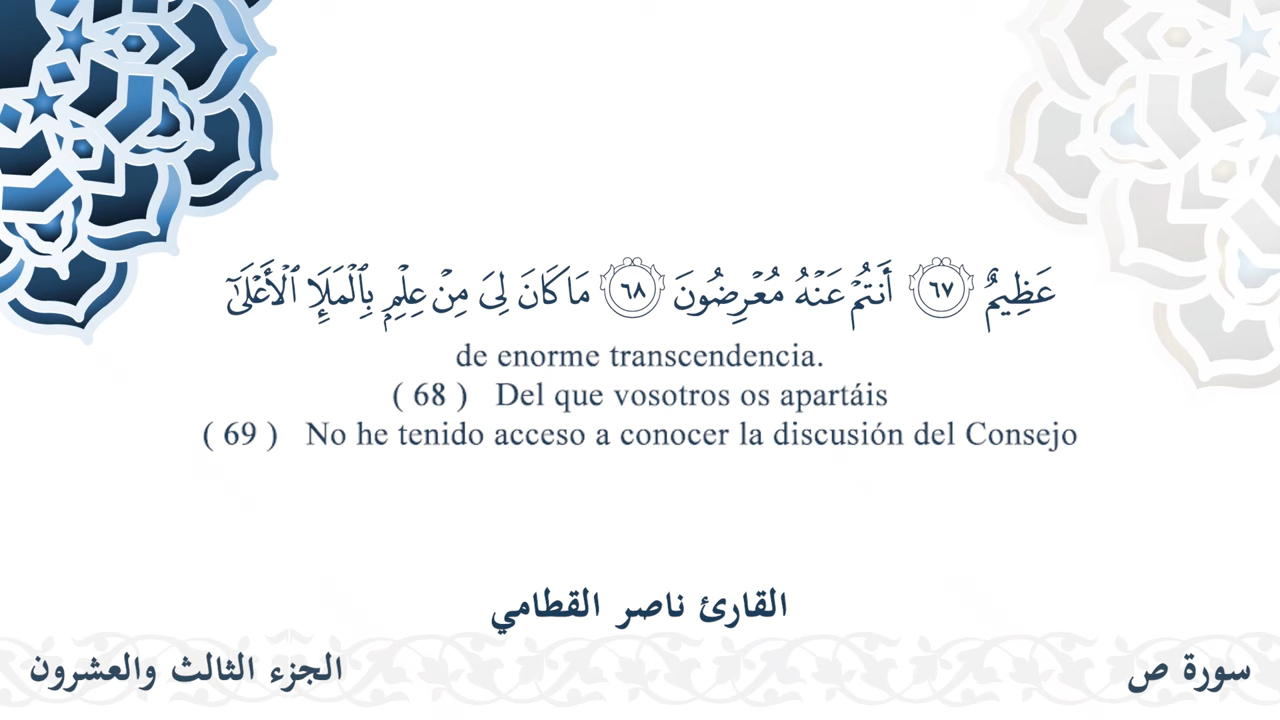 عَظِيمٌ ٦٧ أَنتُمْ عَنْهُ مُعْرِضُونَ ٦٨ مَا كَانَ لِىَ مِنْ عِلْمٍۭ بِٱلْمَلَإِ ٱلْأَعْلَىٰٓ
de enorme transcendencia.
( 68 ) Del que vosotros os apartáis
( 69 ) No he tenido acceso a conocer la discusión del Consejo
القارئ ناصر القطامي
سورة ص
الجزء الثالث والعشرون